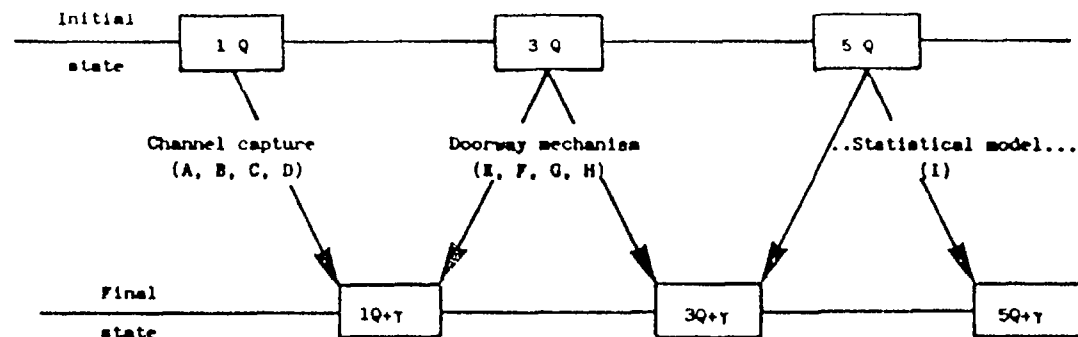 Initial
1 Q
3 Q
5 Q
state
Channel capture
(A, B, C, D)
Doorway mechanism
(E, F, G, H)
..Statistical model...
(I)
Final
1Q+γ
3Q+γ
5Q+γ
state